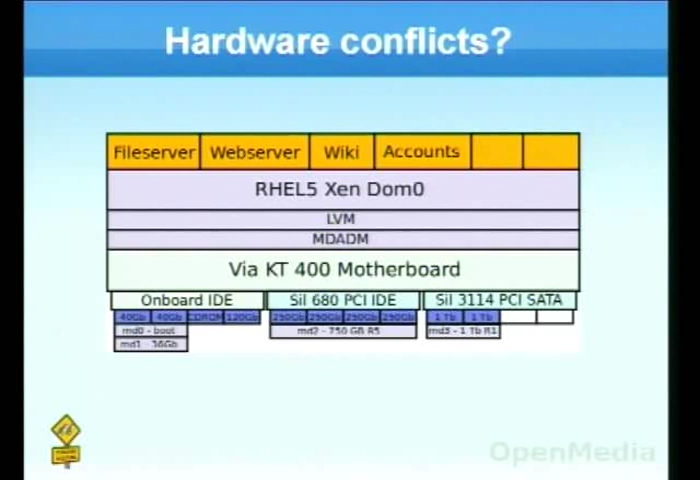 Hardware conflicts?
Fileserver Webserver Wiki Accounts
RHEL5 Xen Dom0
LVM
MDADM
Via KT 400 Motherboard
Onboard IDE Sil 680 PCI IDE Sil 3114 PCI SATA
40Gb 40Gb CDROM 120Gb 250Gb 250Gb 250Gb 250Gb 1 Tb 1 Tb
md0 - boot md2 - 750 GB R5 md3 - 1 Tb R1
md1 - 36Gb
OpenMedia